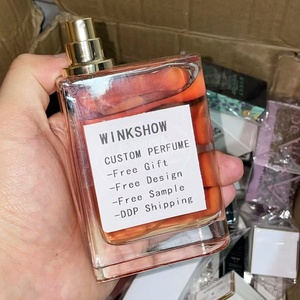 WINKSHOW
CUSTOM PERFUME
-Free Gift
-Free Design
-Free Sample
-DDP Shipping